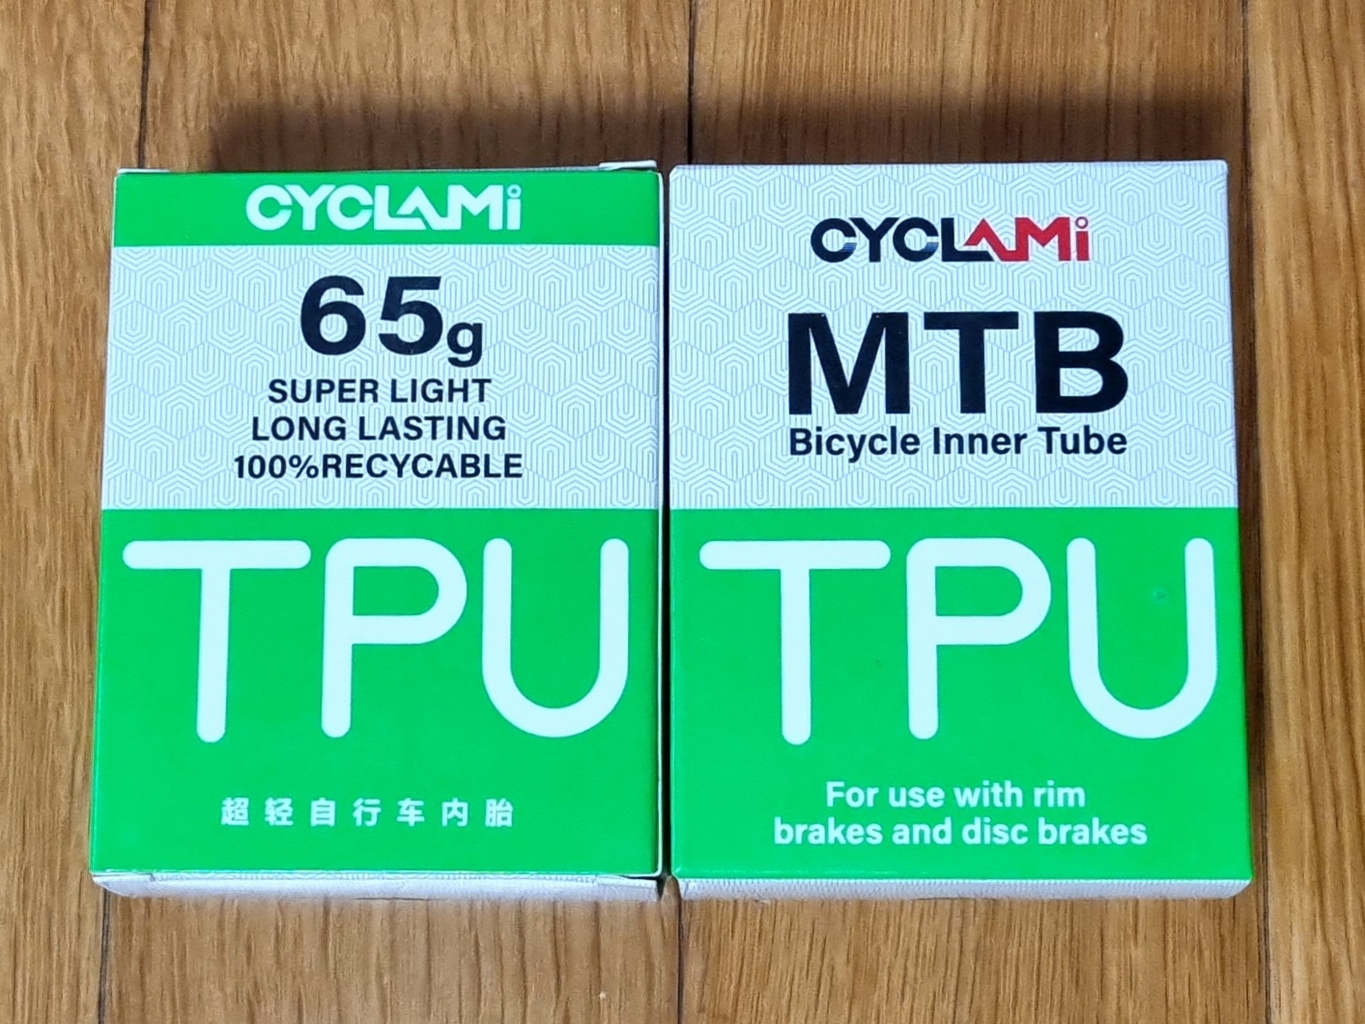 CYCLAMi
65g
SUPER LIGHT
LONG LASTING
100%RECYCABLE
TPU
超轻自行车内胎
CYCLAMi
MTB
Bicycle Inner Tube
TPU
For use with rim
brakes and disc brakes